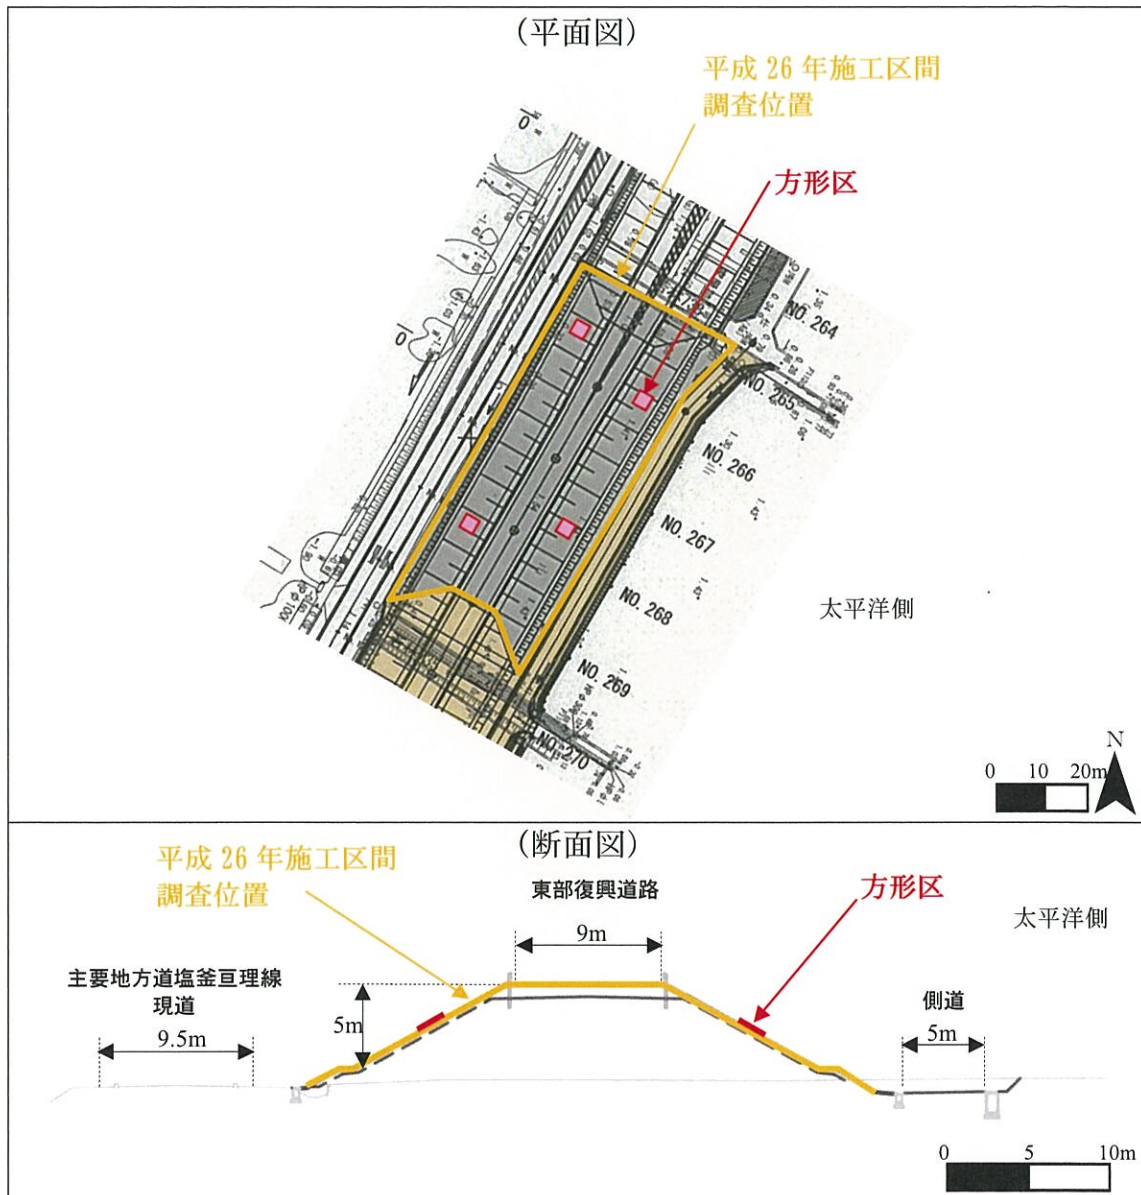 (平面図)
平成 26 年施工区間
調査位置
方形区
0
0
NO. 264
NO. 265
NO. 266
NO. 267
NO. 268
NO. 269
NO. 270
太平洋側
N
0 10 20m
(断面図)
平成 26 年施工区間
調査位置
東部復興道路
方形区
太平洋側
9m
主要地方道塩釜亘理線
現道
側道
5m
9.5m
5m
0 5 10m